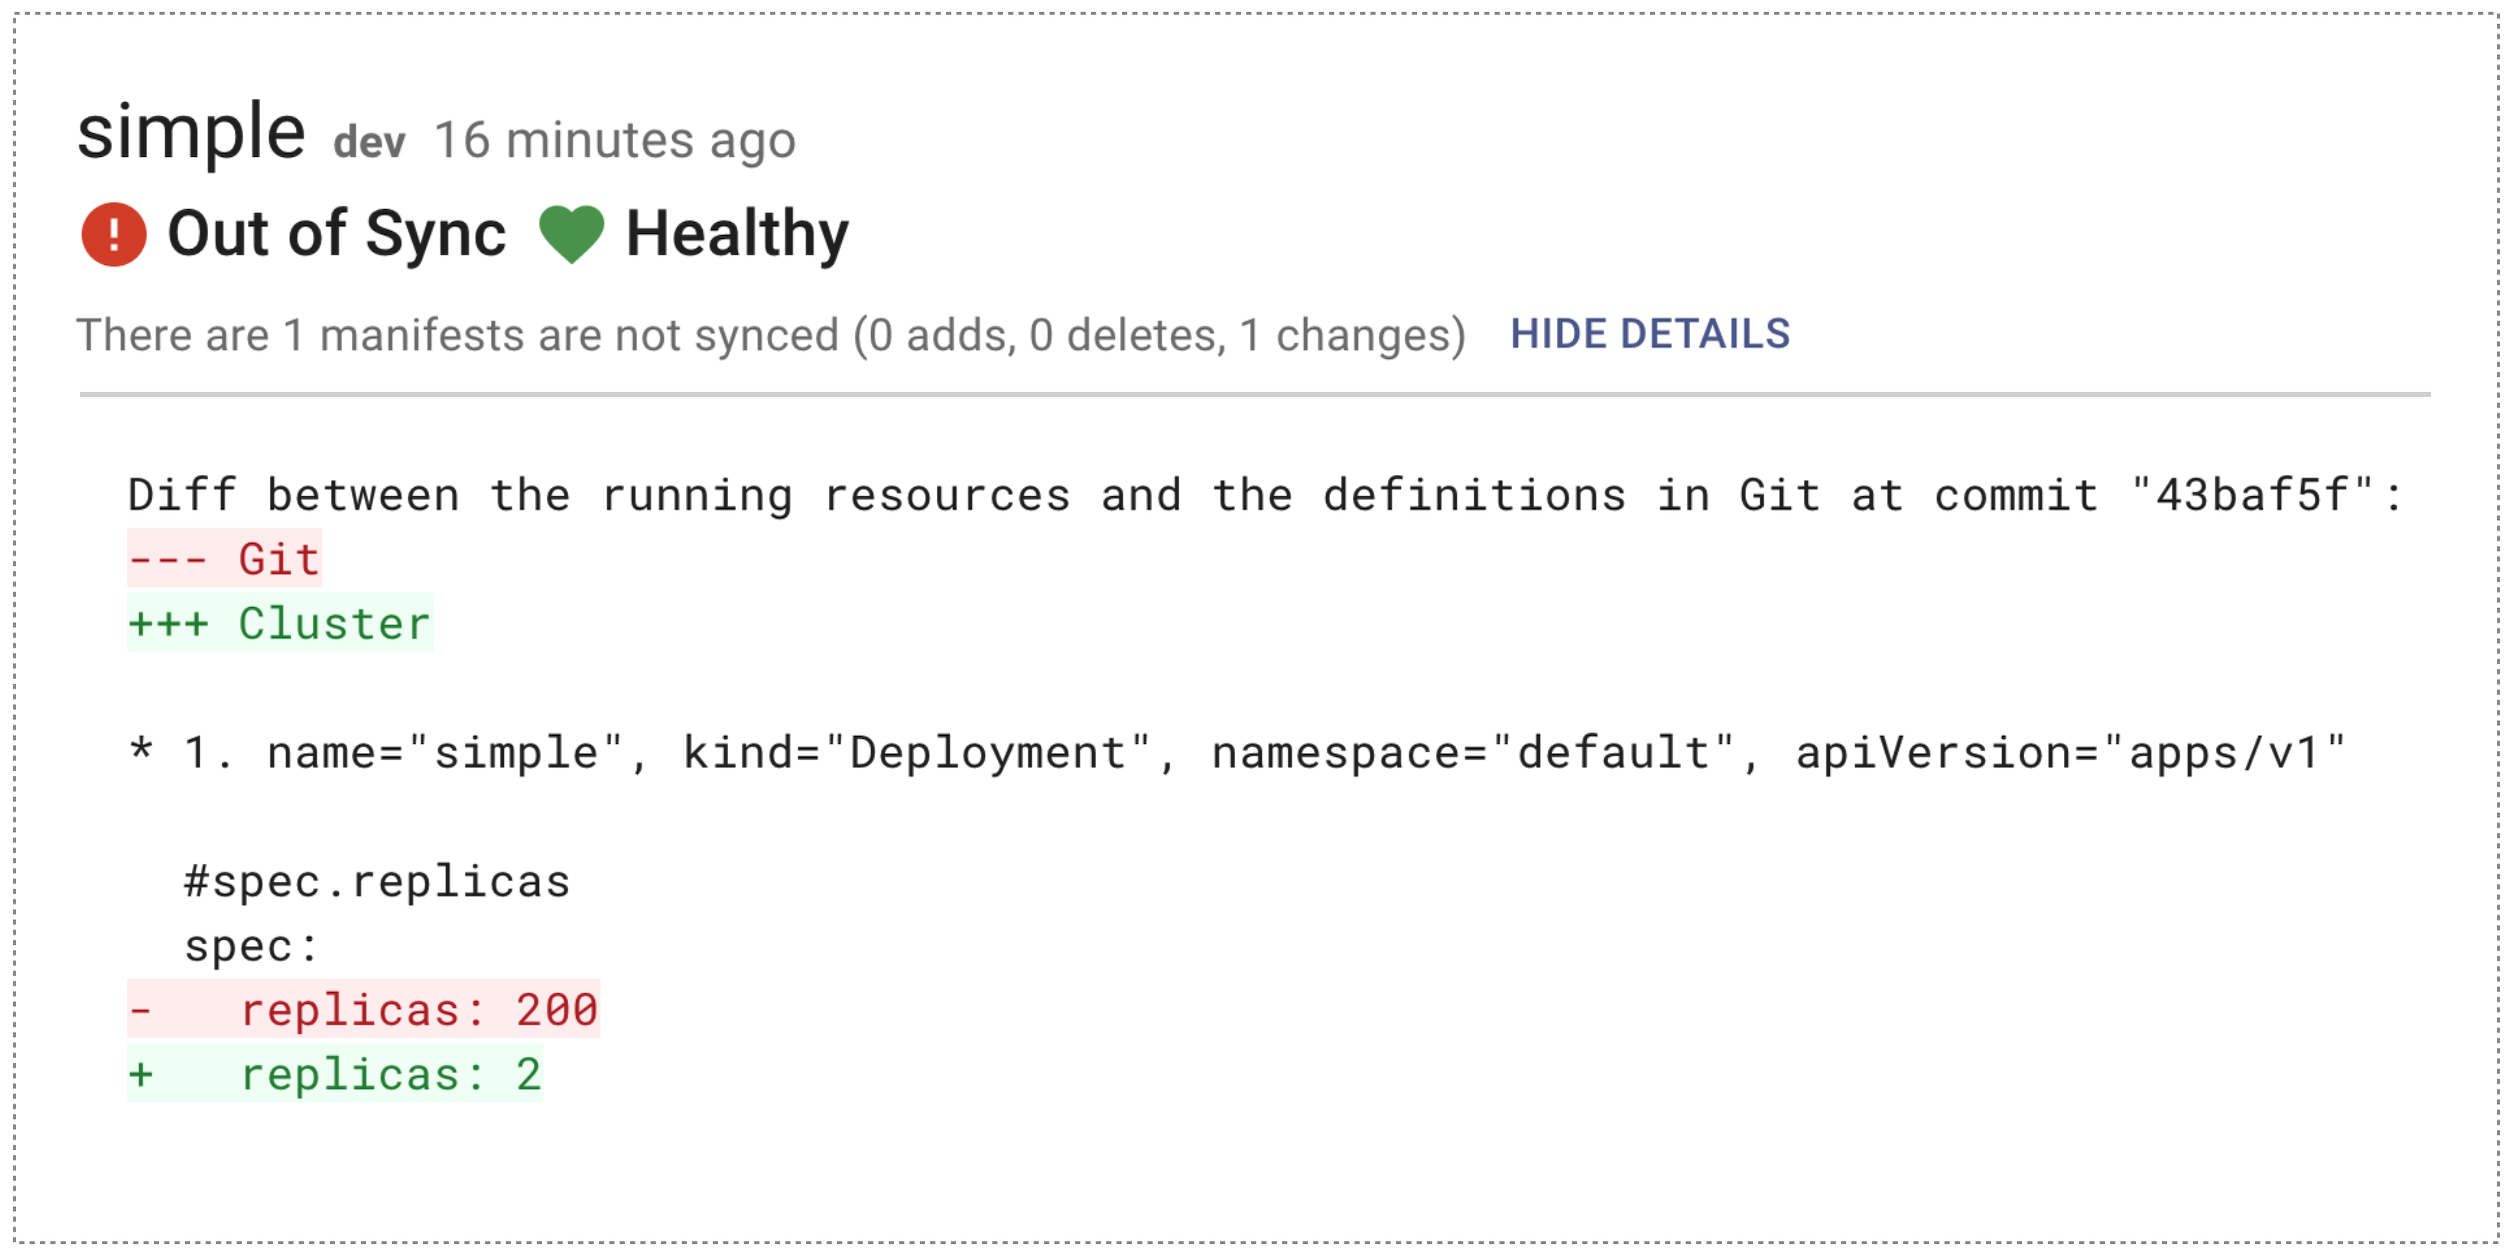 simple dev 16 minutes ago
Out of Sync Healthy
There are 1 manifests are not synced (0 adds, 0 deletes, 1 changes) HIDE DETAILS
Diff between the running resources and the definitions in Git at commit "43baf5f":
--- Git
+++ Cluster
* 1. name="simple", kind="Deployment", namespace="default", apiVersion="apps/v1"
#spec.replicas
spec:
-   replicas: 200
+   replicas: 2